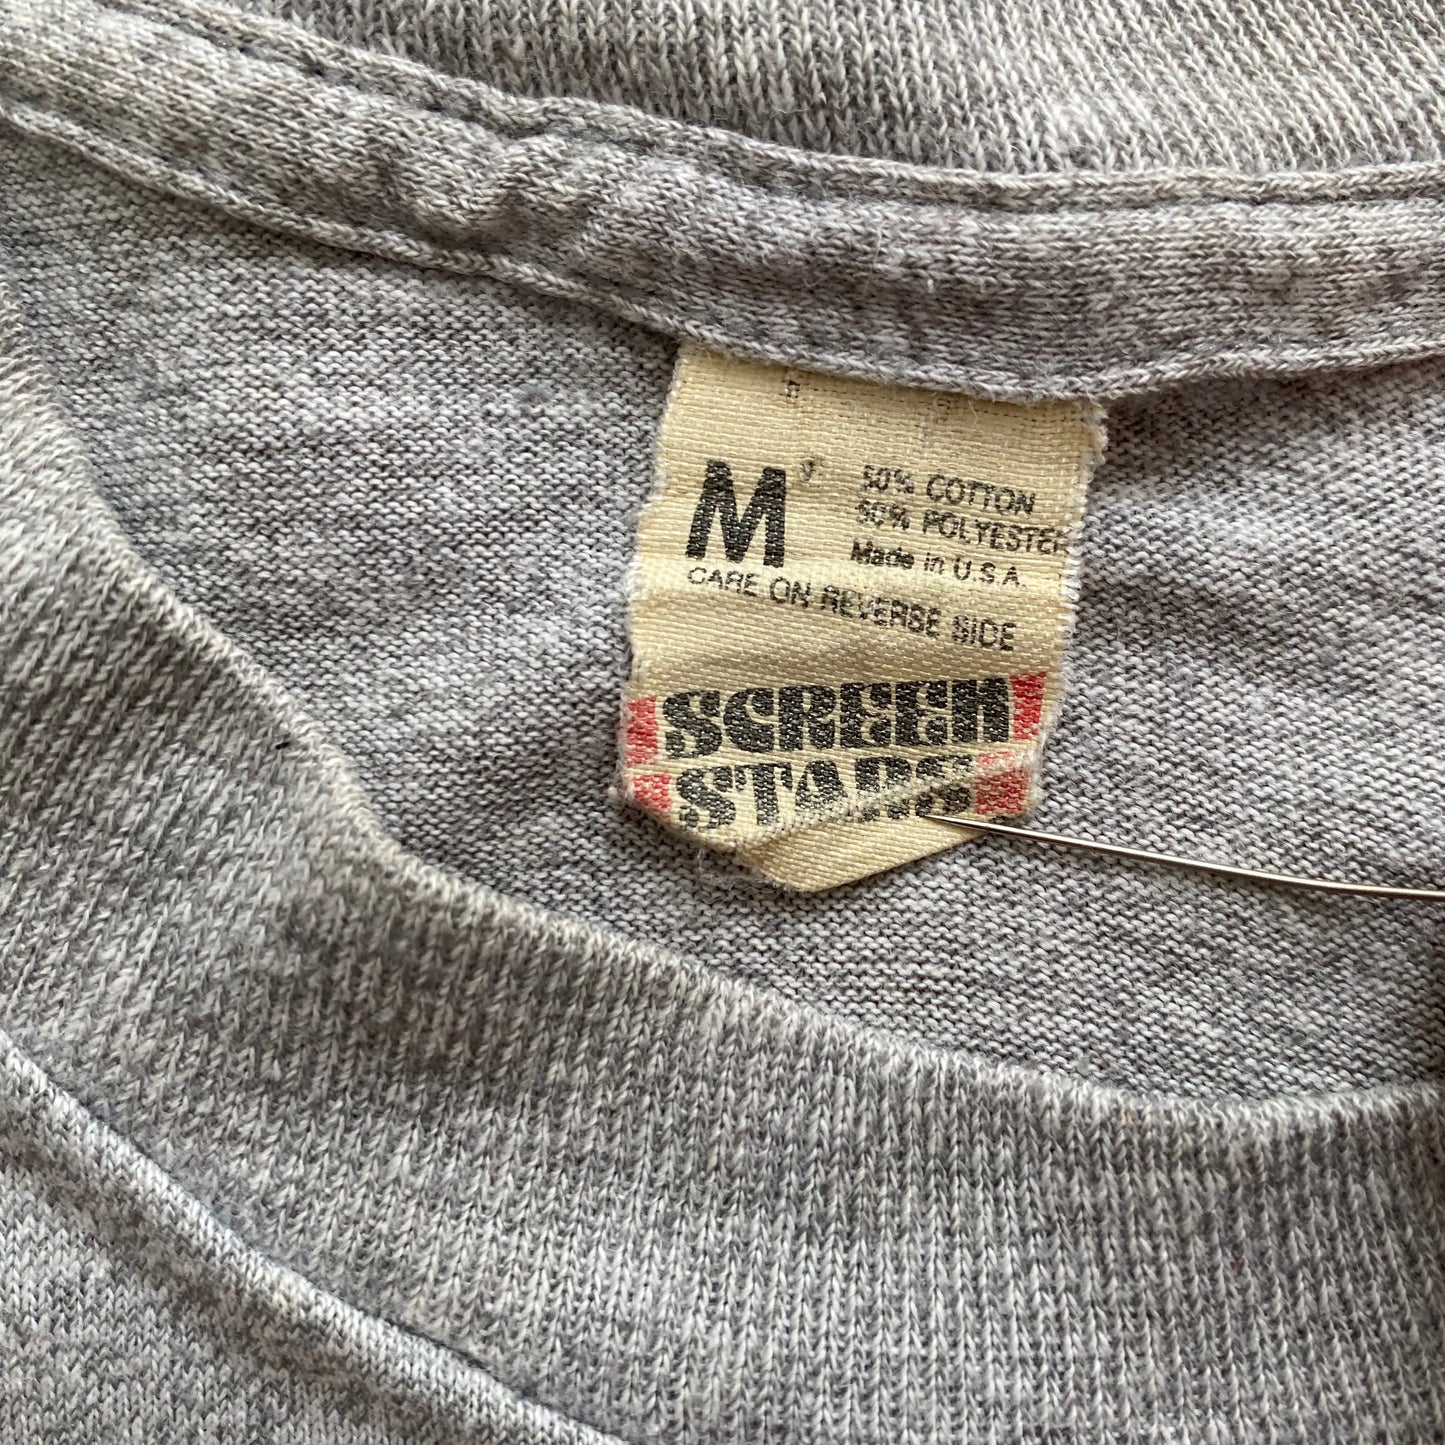 M
50% COTTON
50% POLYESTER
Made in U.S.A.
CARE ON REVERSE SIDE
SCREEN
STARS